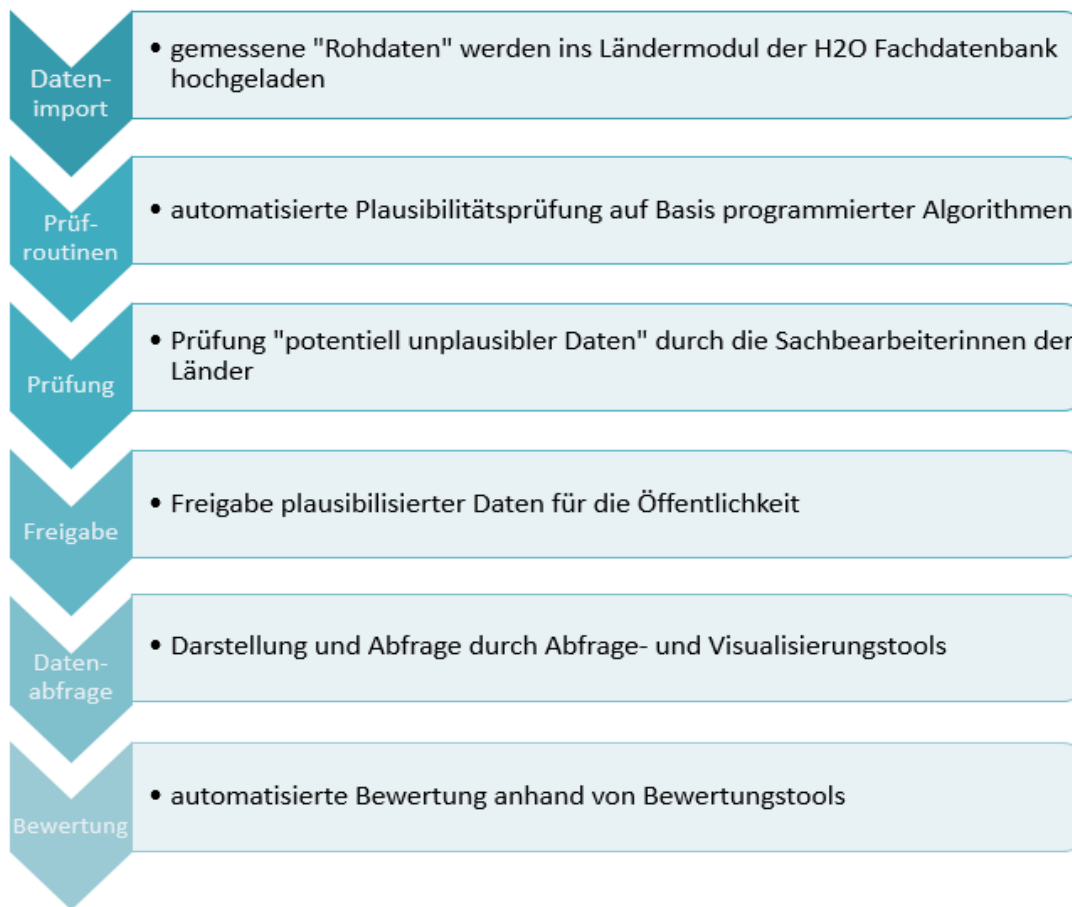 Daten-
import
• gemessene "Rohdaten" werden ins Ländermodul der H2O Fachdatenbank
hochgeladen
Prüf-
routinen
• automatisierte Plausibilitätsprüfung auf Basis programmierter Algorithmen
Prüfung
• Prüfung "potentiell unplausibler Daten" durch die Sachbearbeiterinnen der
Länder
Freigabe
• Freigabe plausibilisierter Daten für die Öffentlichkeit
Daten-
abfrage
• Darstellung und Abfrage durch Abfrage- und Visualisierungstools
Bewertung
• automatisierte Bewertung anhand von Bewertungstools